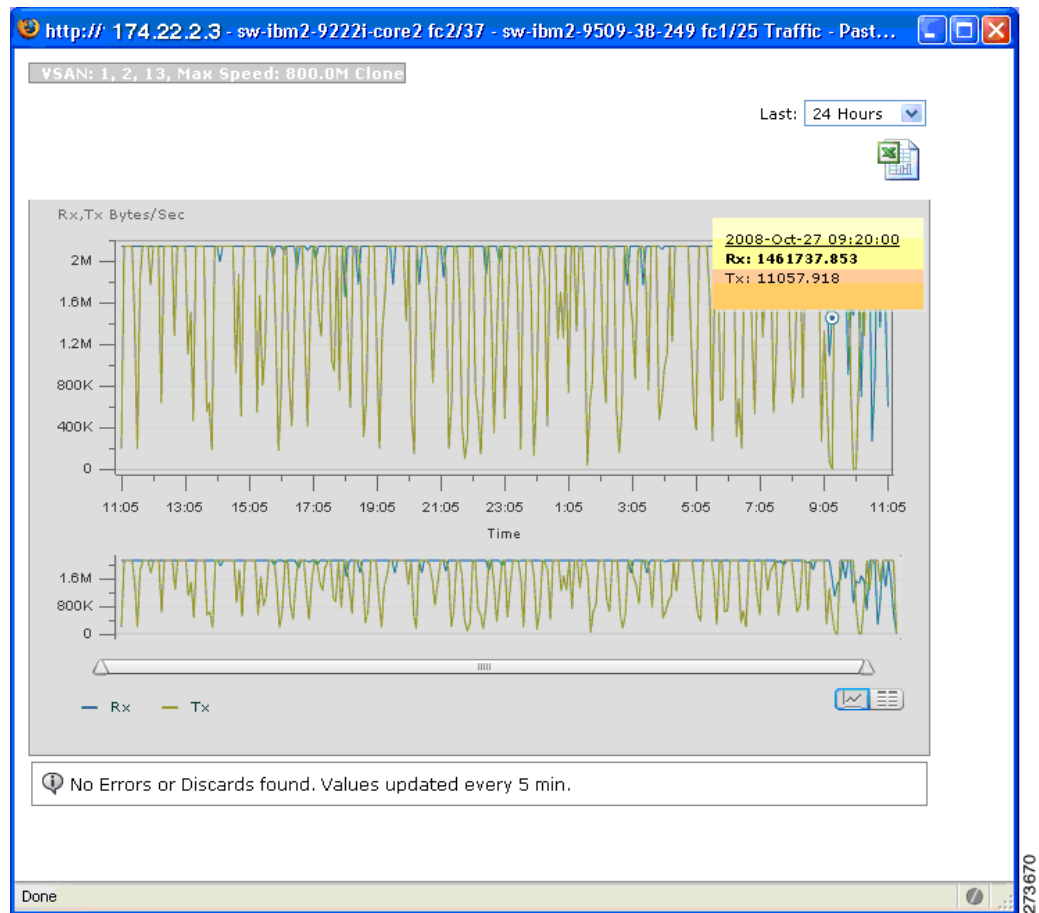 http:// 174.22.2.3 - sw-ibm2-9222i-core2 fc2/37 - sw-ibm2-9509-38-249 fc1/25 Traffic - Past...
VSAN: 1, 2, 13, Max Speed: 800.0M Clone
Last: 24 Hours
Rx,Tx Bytes/Sec
2008-Oct-27 09:20:00
Rx: 1461737.853
Tx: 11057.918
2M
1.6M
1.2M
800K
400K
0
11:05 13:05 15:05 17:05 19:05 21:05 23:05 1:05 3:05 5:05 7:05 9:05 11:05
Time
1.6M
800K
0
Rx Tx
No Errors or Discards found. Values updated every 5 min.
Done
273670